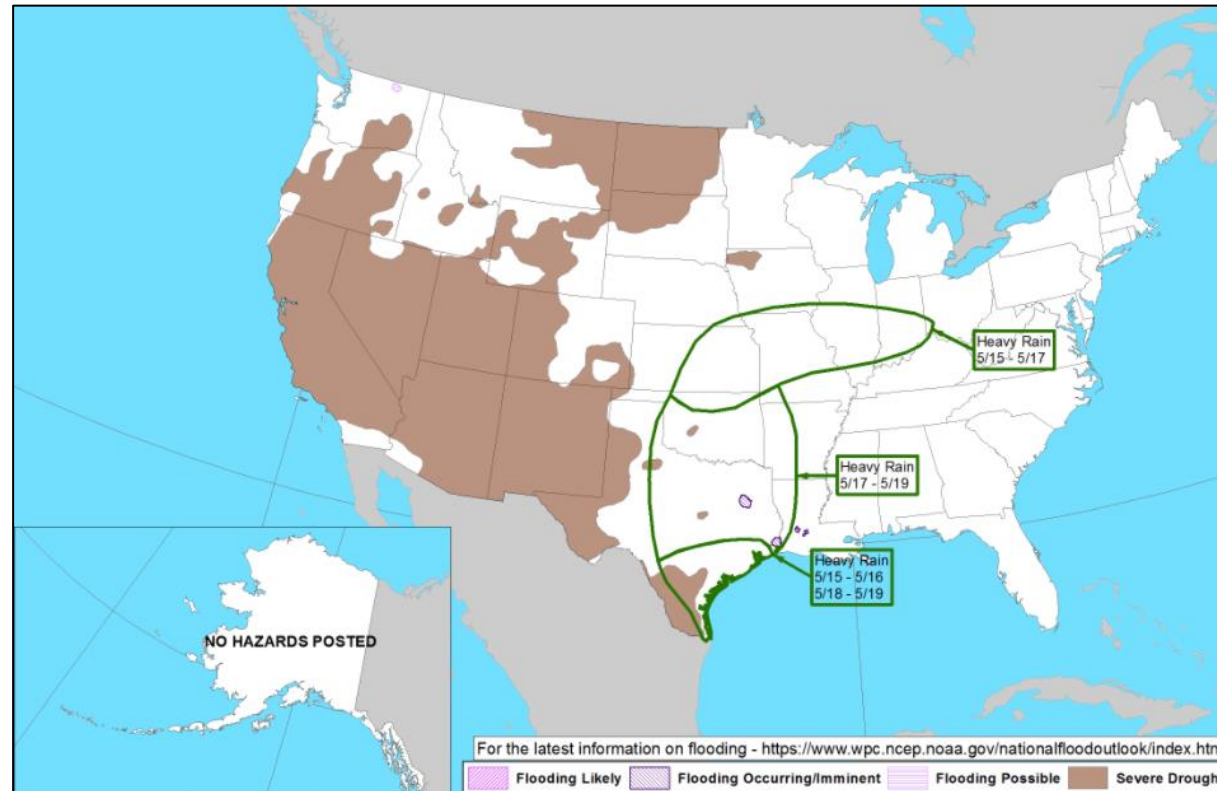 Heavy Rain
5/15 - 5/17
Heavy Rain
5/17 - 5/19
Heavy Rain
5/15 - 5/16
5/18 - 5/19
NO HAZARDS POSTED
For the latest information on flooding - https://www.wpc.ncep.noaa.gov/nationalfloodoutlook/index.htm
Flooding Likely Flooding Occurring/Imminent Flooding Possible Severe Drough